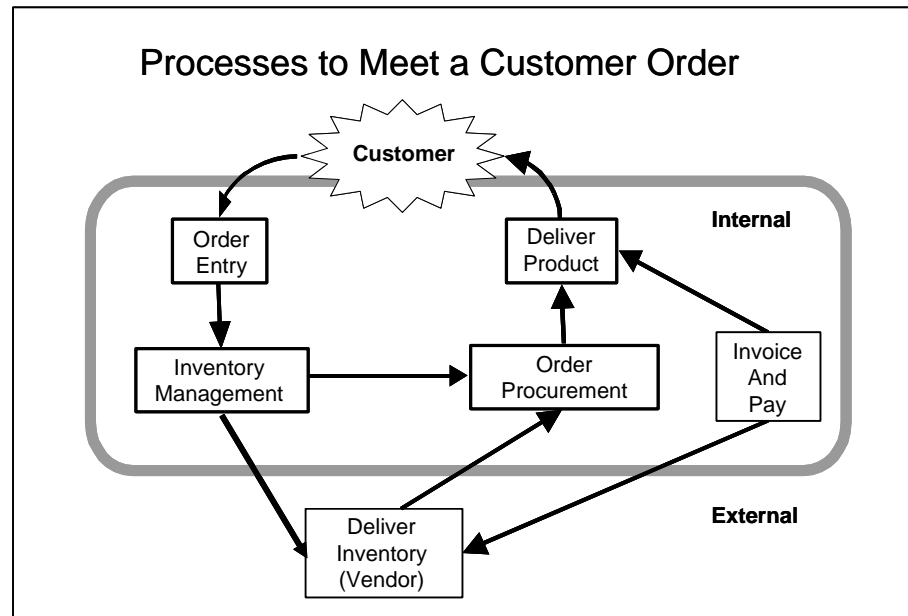 Processes to Meet a Customer Order
Customer
Internal
Order
Entry
Deliver
Product
Inventory
Management
Order
Procurement
Invoice
And
Pay
External
Deliver
Inventory
(Vendor)